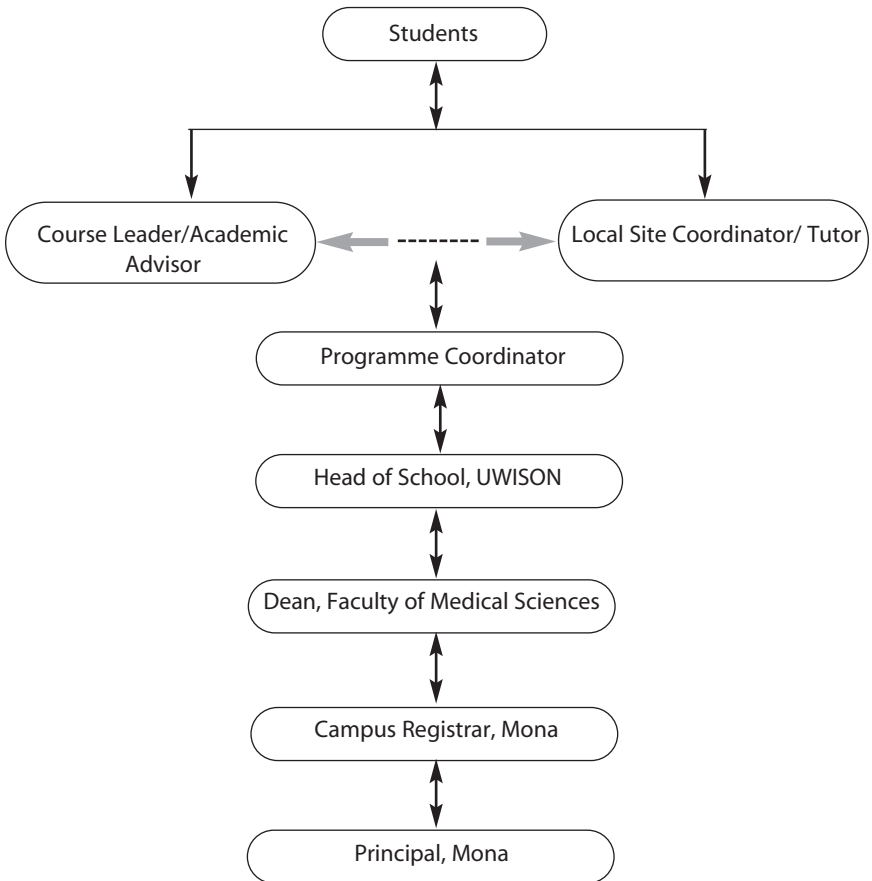 Students
Course Leader/Academic
Advisor
Local Site Coordinator/ Tutor
Programme Coordinator
Head of School, UWISON
Dean, Faculty of Medical Sciences
Campus Registrar, Mona
Principal, Mona